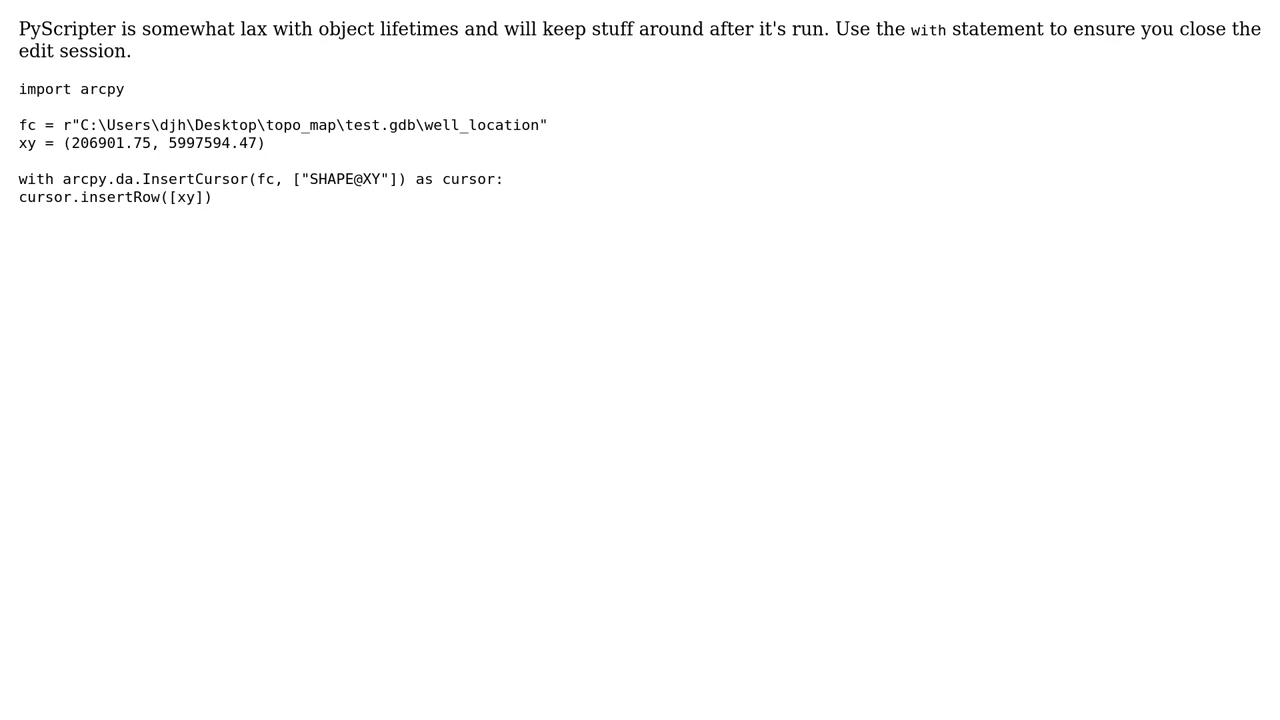 PyScripter is somewhat lax with object lifetimes and will keep stuff around after it's run. Use the with statement to ensure you close the
edit session.
import arcpy
fc = r"C:\Users\djh\Desktop\topo_map\test.gdb\well_location"
xy = (206901.75, 5997594.47)
with arcpy.da.InsertCursor(fc, ["SHAPE@XY"]) as cursor:
cursor.insertRow([xy])